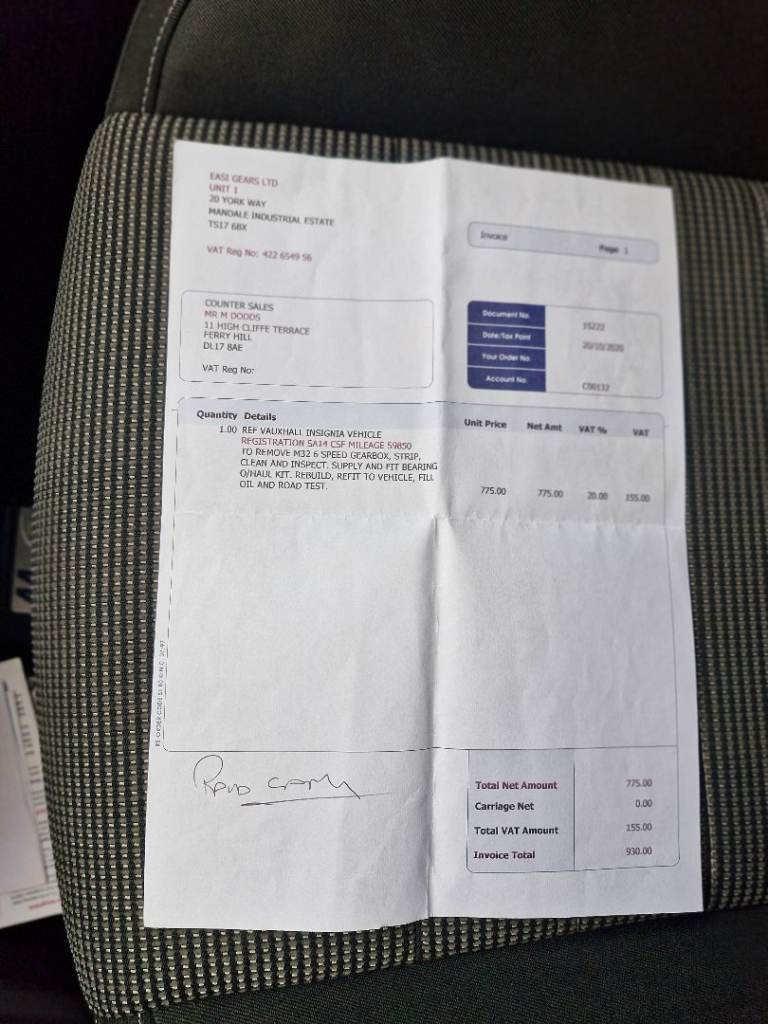 EASI GEARS LTD
UNIT 1
20 YORK WAY
MANDALE INDUSTRIAL ESTATE
TS17 6BX
VAT Reg No: 422 6549 56
Invoice Page 1
COUNTER SALES
MR M DODDS
11 HIGH CLIFFE TERRACE
FERRY HILL
DL17 8AE
VAT Reg No:
Document No 15222
Date/Tax Point 20/10/2020
Your Order No.
Account No. C00132
Quantity Details Unit Price Net Amt VAT % VAT
1.00 REF VAUXHALL INSIGNIA VEHICLE
REGISTRATION SA14 CSF MILEAGE 59850
TO REMOVE M32 6 SPEED GEARBOX, STRIP,
CLEAN AND INSPECT. SUPPLY AND FIT BEARING
O/HAUL KIT. REBUILD, REFIT TO VEHICLE, FILL
OIL AND ROAD TEST. 775.00 775.00 20.00 155.00
PAID CASH
Total Net Amount 775.00
Carriage Net 0.00
Total VAT Amount 155.00
Invoice Total 930.00